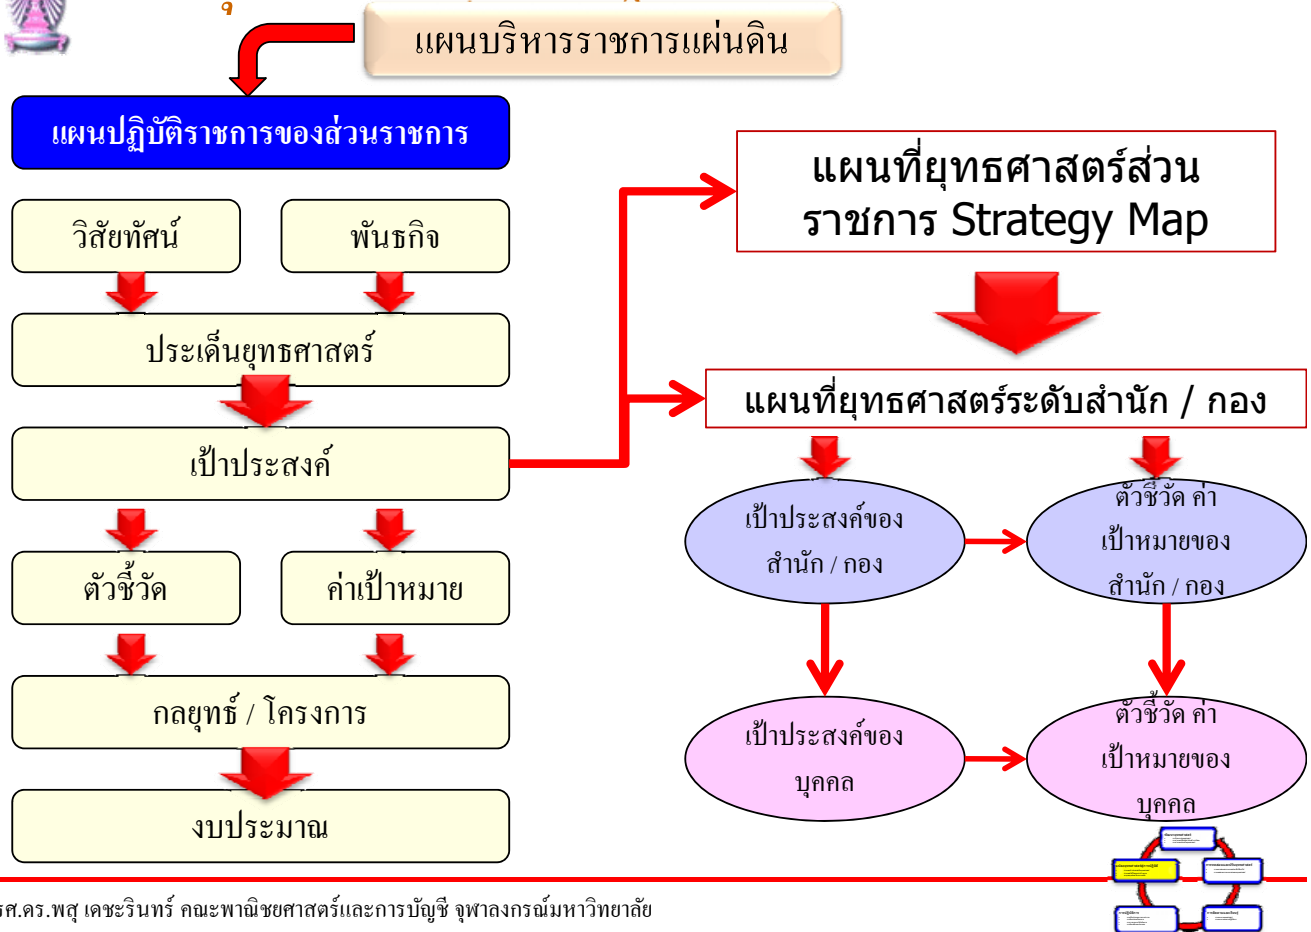 แผนบริหารราชการแผ่นดิน
แผนปฏิบัติราชการของส่วนราชการ
วิสัยทัศน์
พันธกิจ
ประเด็นยุทธศาสตร์
เป้าประสงค์
ตัวชี้วัด
ค่าเป้าหมาย
กลยุทธ์ / โครงการ
งบประมาณ
แผนที่ยุทธศาสตร์ส่วน
ราชการ Strategy Map
แผนที่ยุทธศาสตร์ระดับสำนัก / กอง
เป้าประสงค์ของ
สำนัก / กอง
ตัวชี้วัด ค่า
เป้าหมายของ
สำนัก / กอง
เป้าประสงค์ของ
บุคคล
ตัวชี้วัด ค่า
เป้าหมายของ
บุคคล
รศ.ดร.พสุ เดชะรินทร์ คณะพาณิชยศาสตร์และการบัญชี จุฬาลงกรณ์มหาวิทยาลัย